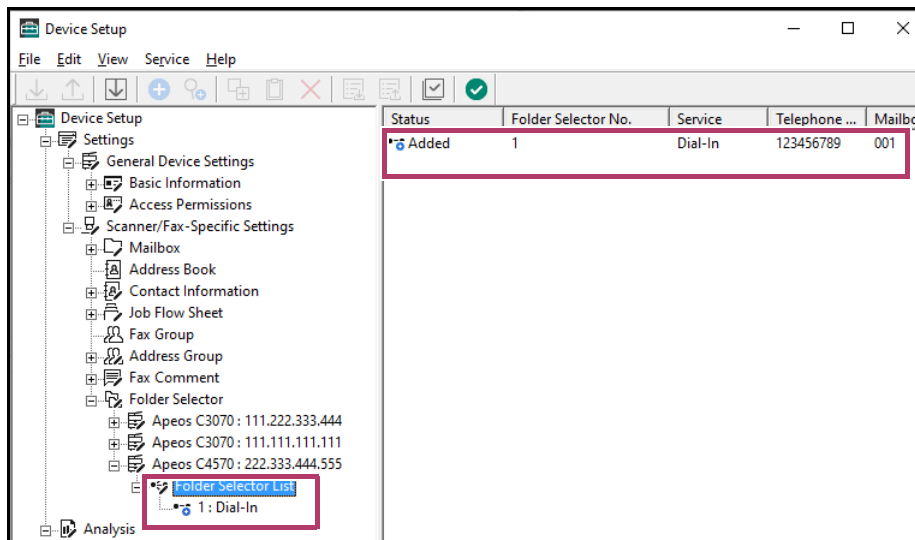 Device Setup
File Edit View Service Help
Device Setup
Settings
General Device Settings
Basic Information
Access Permissions
Scanner/Fax-Specific Settings
Mailbox
Address Book
Contact Information
Job Flow Sheet
Fax Group
Address Group
Fax Comment
Folder Selector
Apeos C3070 : 111.222.333.444
Apeos C3070 : 111.111.111.111
Apeos C4570 : 222.333.444.555
Folder Selector List
1 : Dial-In
Analysis
Status Folder Selector No. Service Telephone ... Mailbo
Added 1 Dial-In 123456789 001